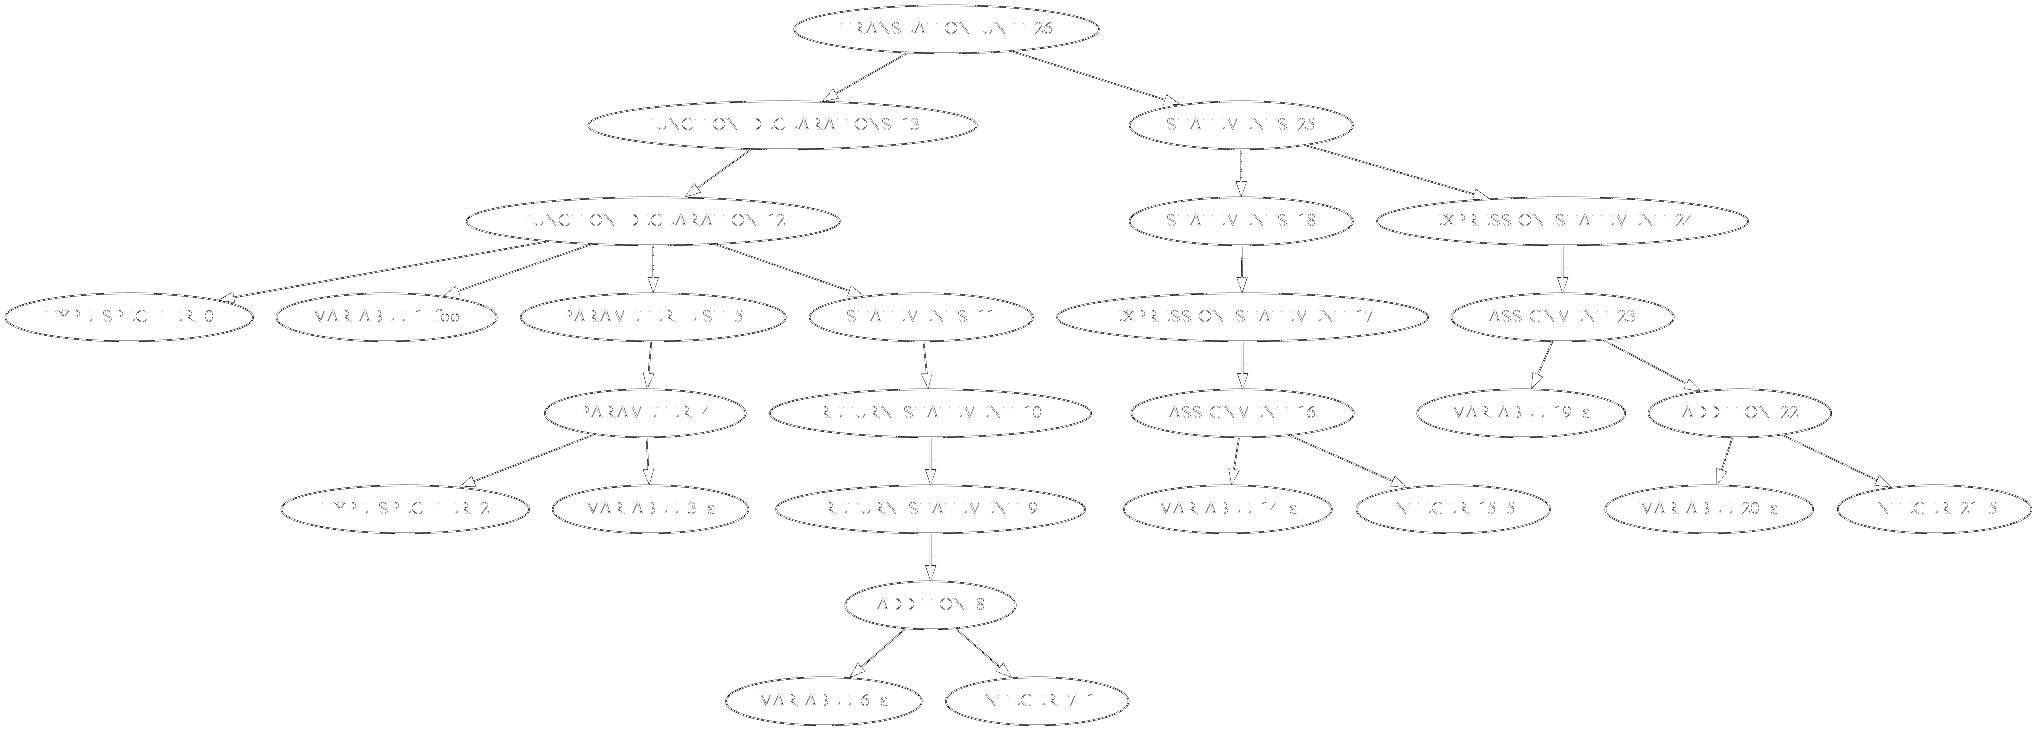 TRANSLATION UNIT 26
FUNCTION DECLARATIONS 13
STATEMENTS 25
FUNCTION DECLARATION 12
STATEMENTS 18
EXPRESSION STATEMENT 24
TYPE SPECIFIER 0
VARIABLE 1 foo
PARAMETER LIST 5
STATEMENTS 11
EXPRESSION STATEMENT 17
ASSIGNMENT 23
PARAMETER 4
RETURN STATEMENT 10
ASSIGNMENT 16
VARIABLE 19 a
ADDITION 22
TYPE SPECIFIER 2
VARIABLE 3 a
RETURN STATEMENT 9
VARIABLE 14 a
INTEGER 15 5
VARIABLE 20 a
INTEGER 21 5
ADDITION 8
VARIABLE 6 a
INTEGER 7 1